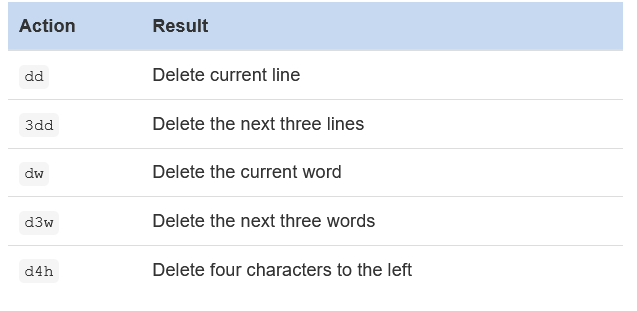 Action Result
dd Delete current line
3dd Delete the next three lines
dw Delete the current word
d3w Delete the next three words
d4h Delete four characters to the left